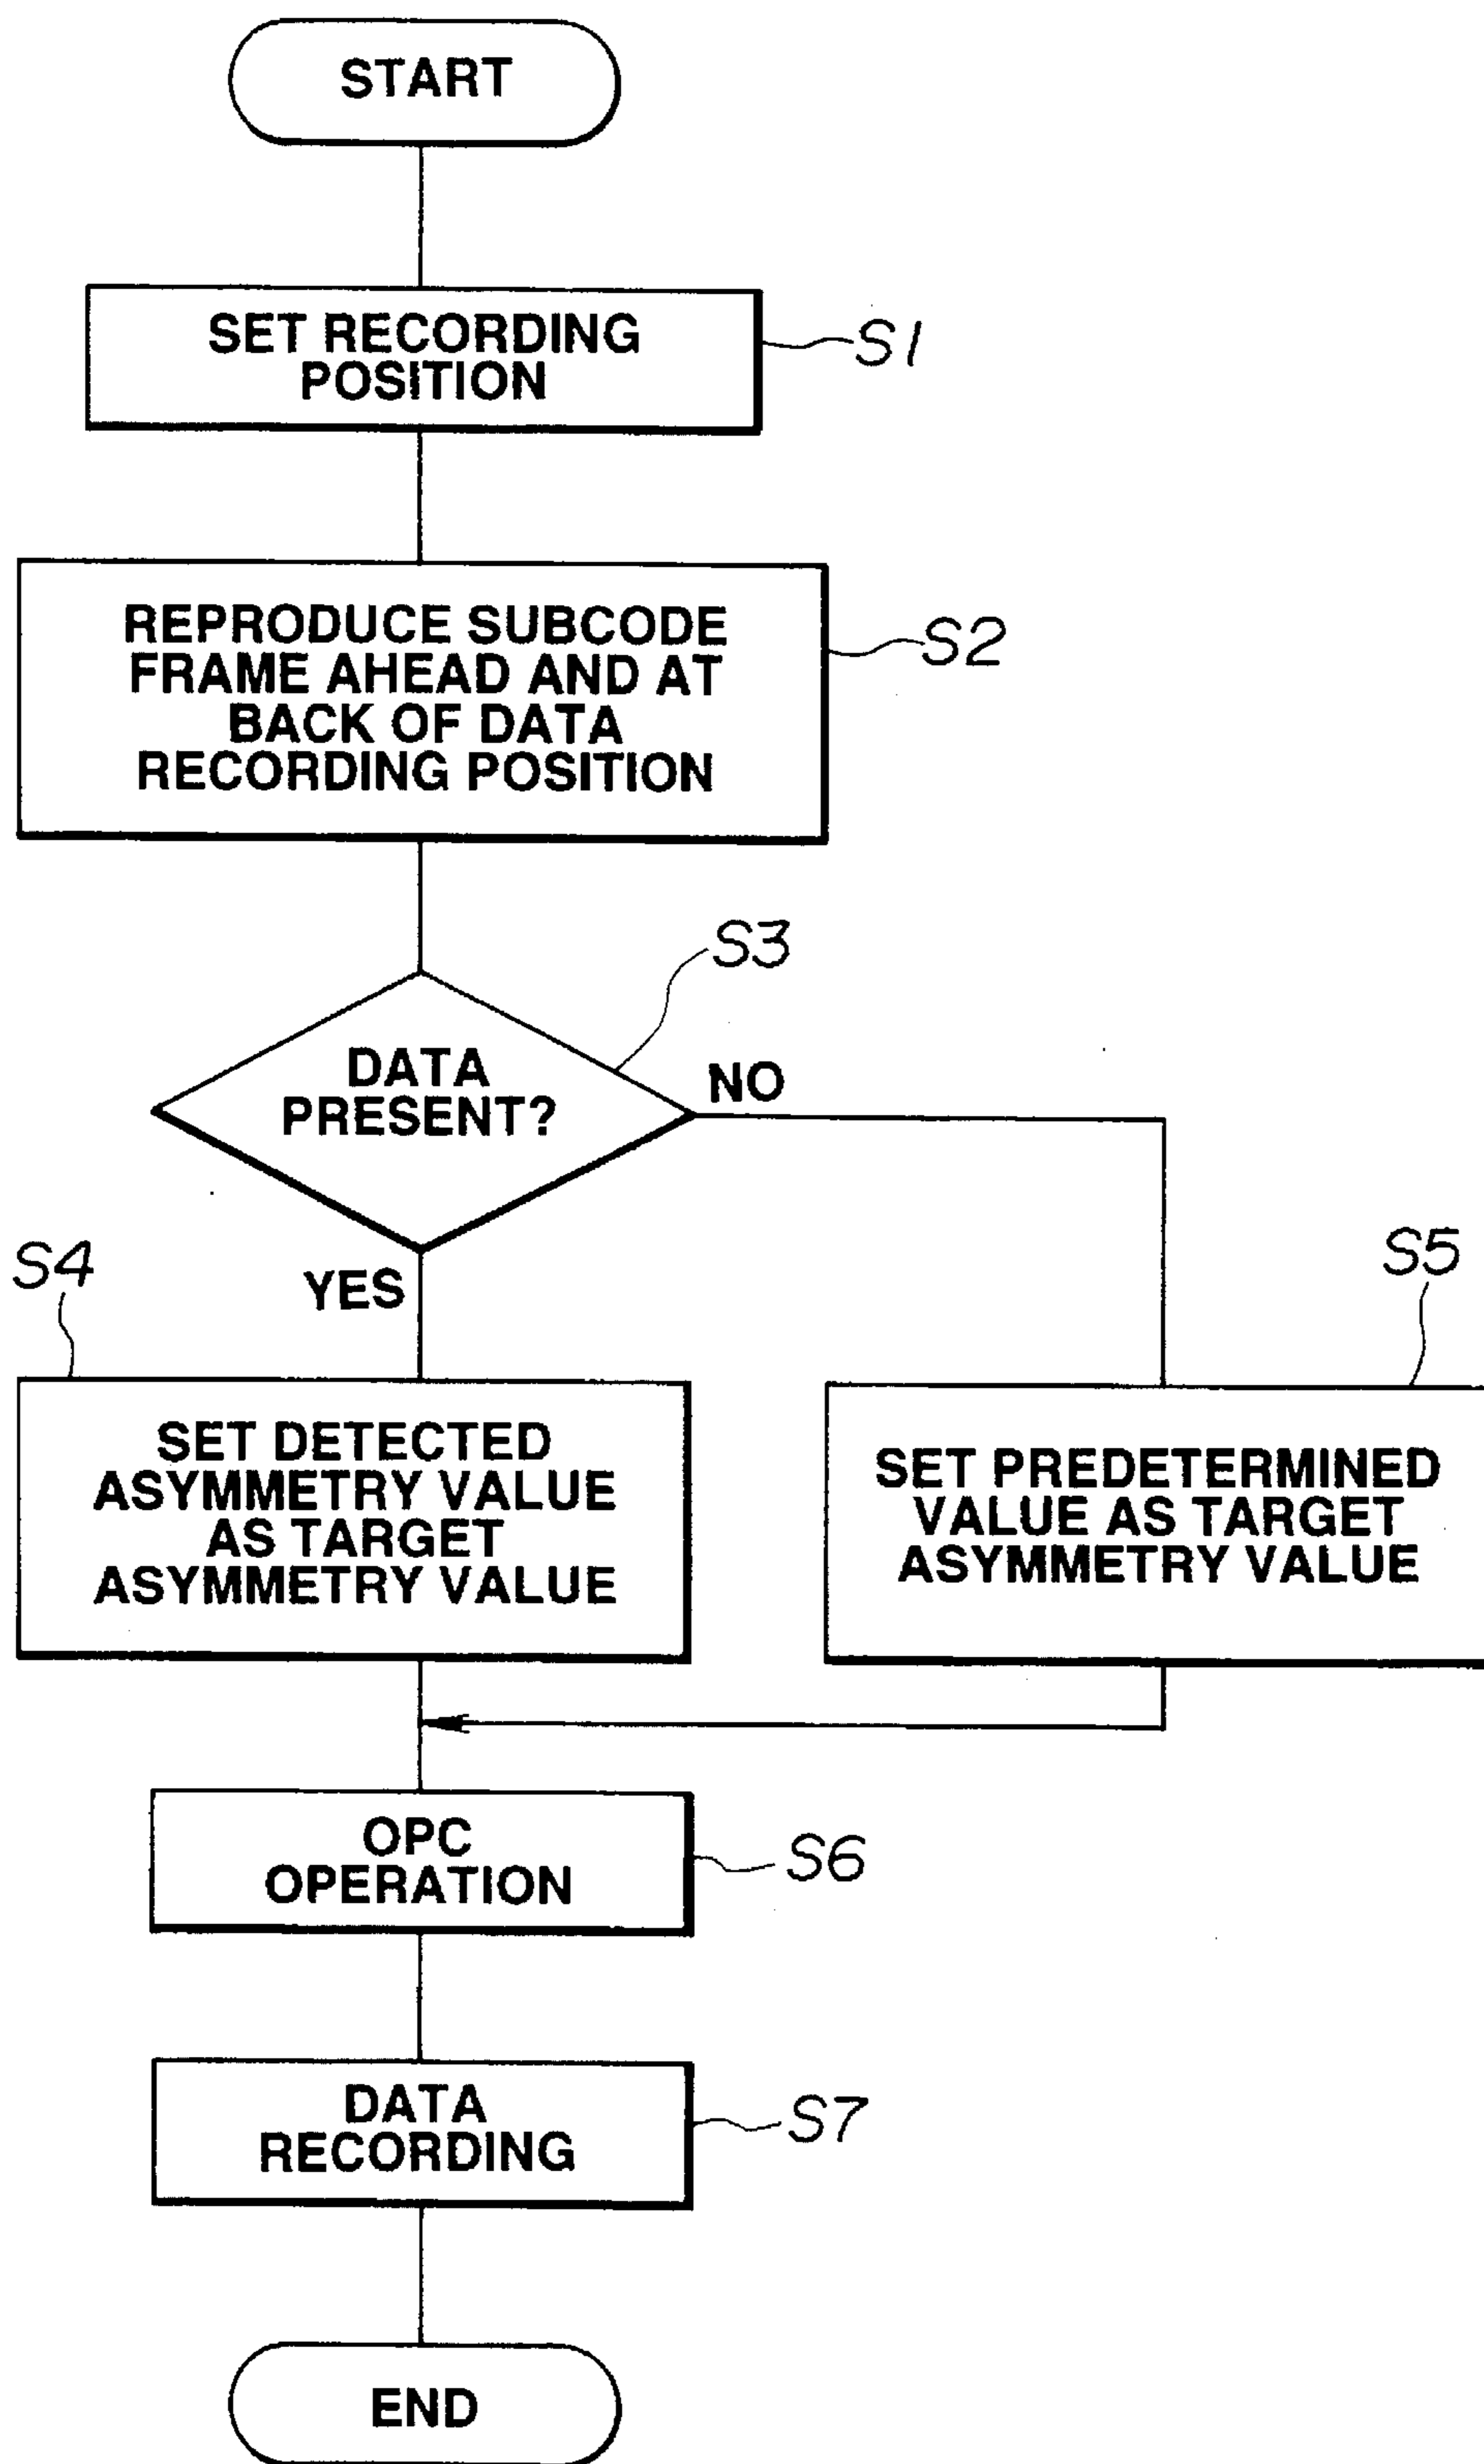 START
SET RECORDING
POSITION
S1
REPRODUCE SUBCODE
FRAME AHEAD AND AT
BACK OF DATA
RECORDING POSITION
S2
S3
DATA
PRESENT?
NO
YES
S4
SET DETECTED
ASYMMETRY VALUE
AS TARGET
ASYMMETRY VALUE
S5
SET PREDETERMINED
VALUE AS TARGET
ASYMMETRY VALUE
OPC
OPERATION
S6
DATA
RECORDING
S7
END